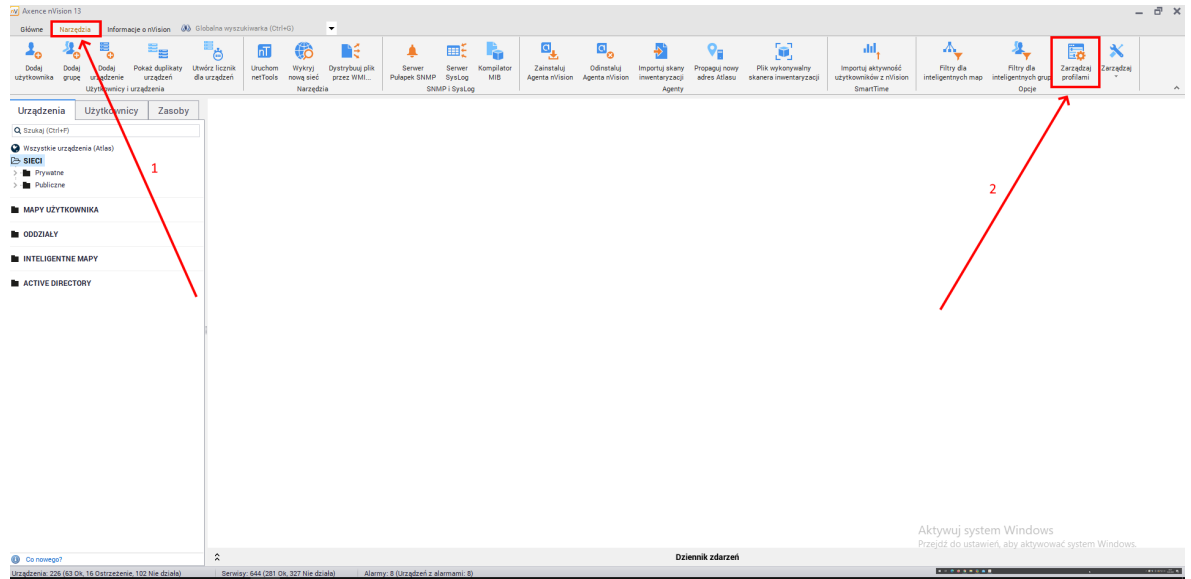 nV Axence nVision 13
Główne Narzędzia Informacje o nVision Globalna wyszukiwarka (Ctrl+G)
Dodaj użytkownika
Dodaj grupę
Dodaj urządzenie
Pokaż duplikaty urządzeń
Utwórz licznik dla urządzeń
Uruchom netTools
Wykryj nową sieć
Dystrybuuj plik przez WMI...
Serwer Pułapek SNMP
Serwer SysLog
Kompilator MIB
Zainstaluj Agenta nVision
Odinstaluj Agenta nVision
Importuj skany inwentaryzacji
Propaguj nowy adres Atlasu
Plik wykonywalny skanera inwentaryzacji
Importuj aktywność użytkowników z nVision
Filtry dla inteligentnych map
Filtry dla inteligentnych grup
Zarządzaj profilami
Zarządzaj
Użytkownicy i urządzenia Narzędzia SNMP i SysLog Agenty SmartTime Opcje
Urządzenia Użytkownicy Zasoby
Szukaj (Ctrl+F)
Wszystkie urządzenia (Atlas)
SIECI
Prywatne
Publiczne
1
2
MAPY UŻYTKOWNIKA
ODDZIAŁY
INTELIGENTNE MAPY
ACTIVE DIRECTORY
Aktywuj system Windows
Przejdź do ustawień, aby aktywować system Windows.
Co nowego?
Dziennik zdarzeń
Urządzenia: 226 (63 Ok, 16 Ostrzeżenie, 102 Nie działa) Serwisy: 644 (281 Ok, 327 Nie działa) Alarmy: 8 (Urządzeń z alarmami: 8)